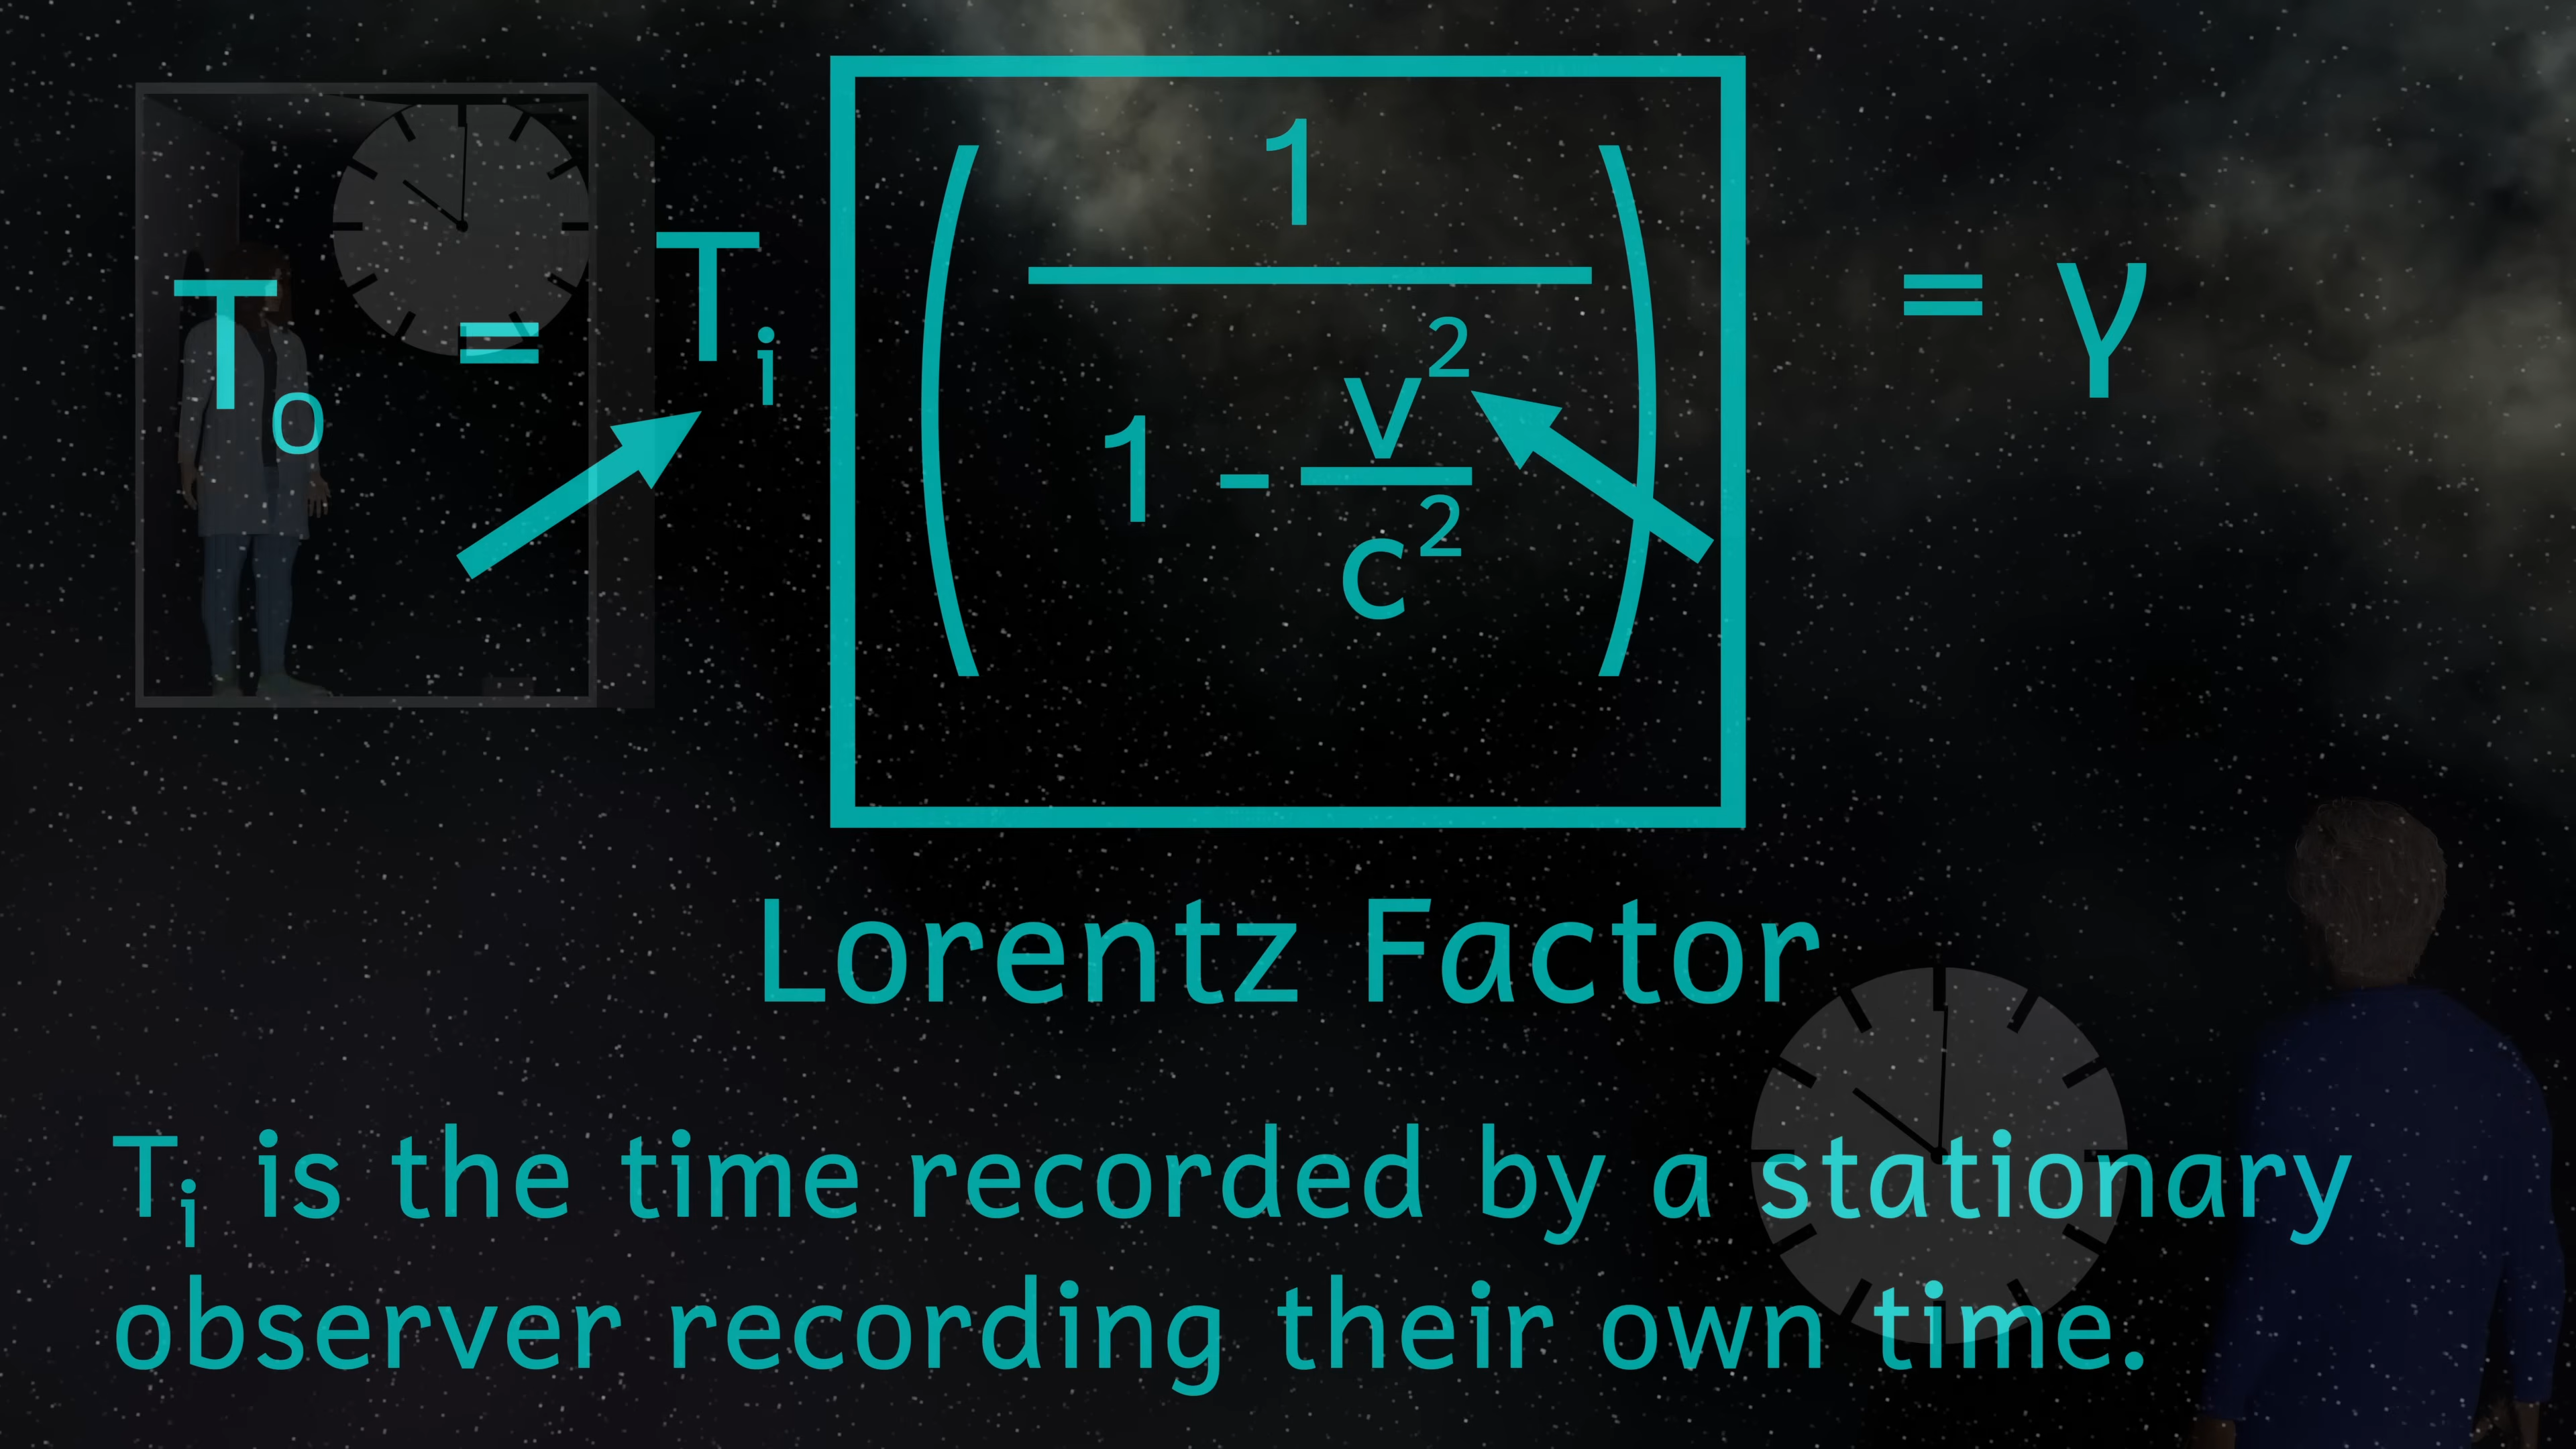 Tₒ = Tᵢ ( 1 / 1 - v²/c² ) = γ
Lorentz Factor
Tᵢ is the time recorded by a stationary
observer recording their own time.